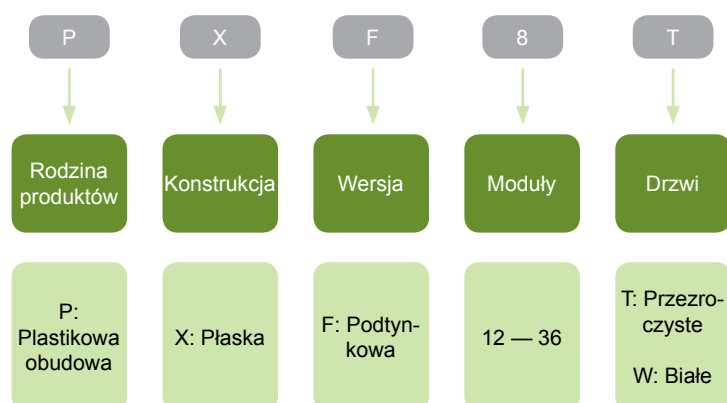 P X F 8 T
Rodzina
produktów
Konstrukcja
Wersja
Moduły
Drzwi
P:
Plastikowa
obudowa
X: Płaska
F: Podtyn-
kowa
12 — 36
T: Przezro-
czyste
W: Białe